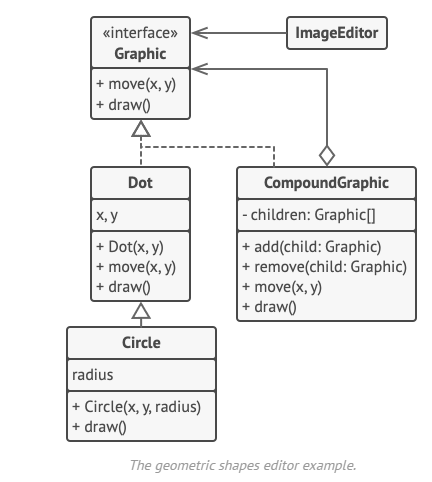 «interface»
Graphic
+ move(x, y)
+ draw()
ImageEditor
Dot
x, y
+ Dot(x, y)
+ move(x, y)
+ draw()
CompoundGraphic
- children: Graphic[]
+ add(child: Graphic)
+ remove(child: Graphic)
+ move(x, y)
+ draw()
Circle
radius
+ Circle(x, y, radius)
+ draw()
The geometric shapes editor example.